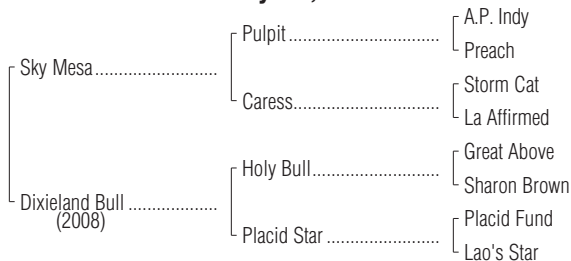 Pulpit
A.P. Indy
Preach
Sky Mesa
Caress
Storm Cat
La Affirmed
Holy Bull
Great Above
Sharon Brown
Dixieland Bull
(2008)
Placid Star
Placid Fund
Lao's Star